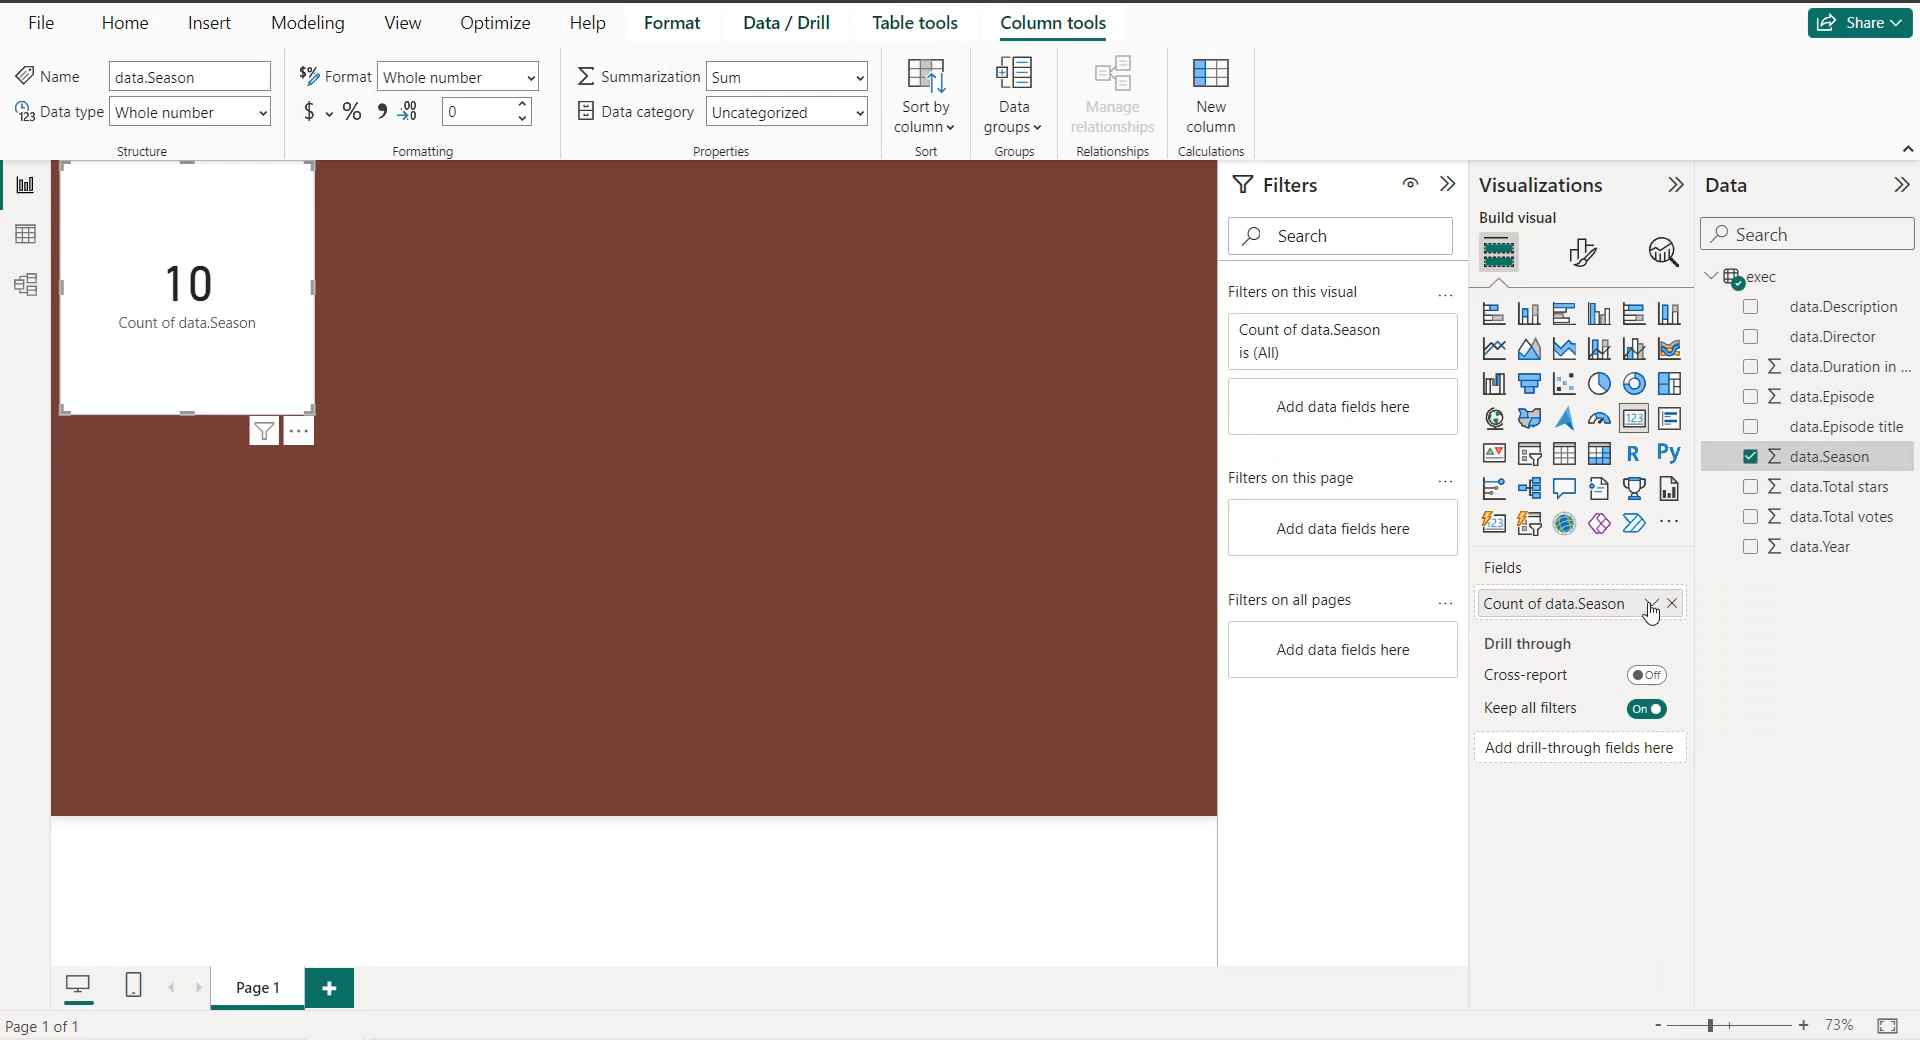 File Home Insert Modeling View Optimize Help Format Data / Drill Table tools Column tools Share
Name data.Season Format Whole number Summarization Sum
Data type Whole number $ % 0 Data category Uncategorized
Sort by column
Data groups
Manage relationships
New column
Structure Formatting Properties Sort Groups Relationships Calculations
10
Count of data.Season
Filters
Search
Filters on this visual
Count of data.Season
is (All)
Add data fields here
Filters on this page
Add data fields here
Filters on all pages
Add data fields here
Visualizations
Build visual
123
R Py
123
Fields
Count of data.Season
Drill through
Cross-report Off
Keep all filters On
Add drill-through fields here
Data
Search
exec
data.Description
data.Director
data.Duration in ...
data.Episode
data.Episode title
data.Season
data.Total stars
data.Total votes
data.Year
Page 1
Page 1 of 1
- + 73%